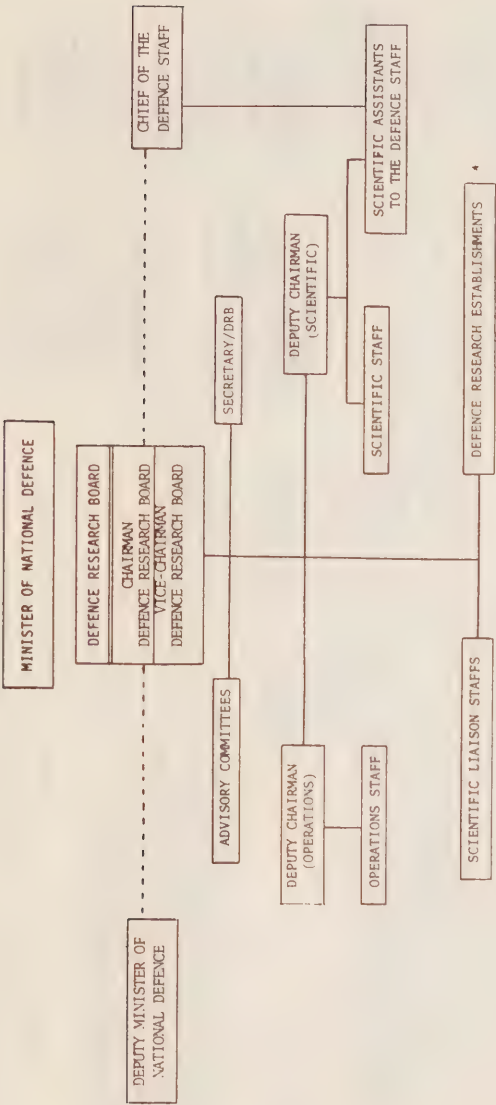 MINISTER OF NATIONAL DEFENCE
DEFENCE RESEARCH BOARD
CHAIRMAN
DEFENCE RESEARCH BOARD
VICE-CHAIRMAN
DEFENCE RESEARCH BOARD
DEPUTY MINISTER OF
NATIONAL DEFENCE
CHIEF OF THE
DEFENCE STAFF
ADVISORY COMMITTEES
SECRETARY/DRB
DEPUTY CHAIRMAN
(OPERATIONS)
DEPUTY CHAIRMAN
(SCIENTIFIC)
OPERATIONS STAFF
SCIENTIFIC STAFF
SCIENTIFIC ASSISTANTS
TO THE DEFENCE STAFF
SCIENTIFIC LIAISON STAFFS
DEFENCE RESEARCH ESTABLISHMENTS *